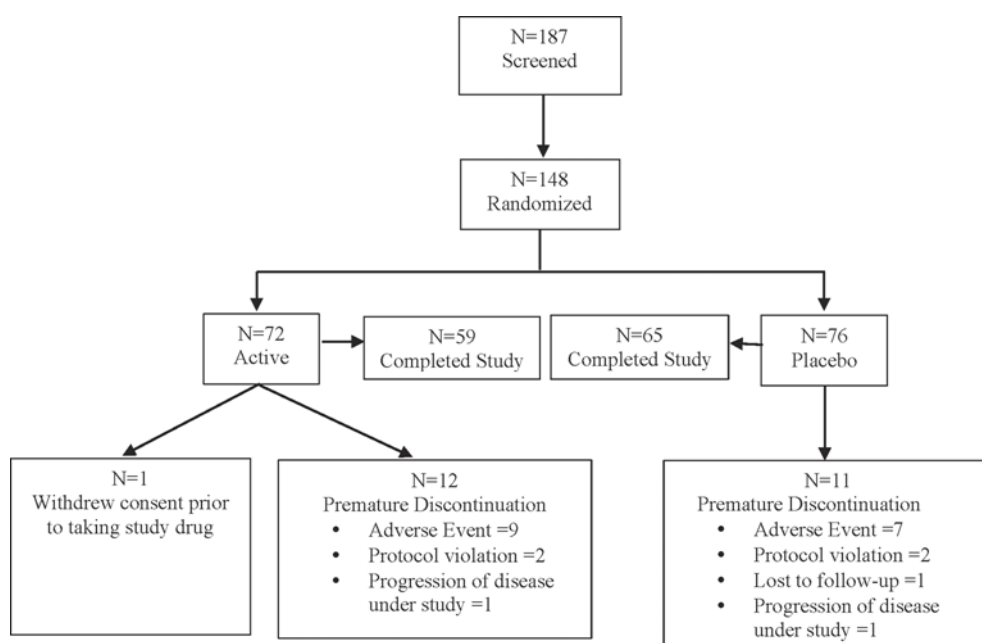 N=187
Screened
N=148
Randomized
N=72
Active
N=59
Completed Study
N=65
Completed Study
N=76
Placebo
N=1
Withdrew consent prior
to taking study drug
N=12
Premature Discontinuation
• Adverse Event =9
• Protocol violation =2
• Progression of disease
under study =1
N=11
Premature Discontinuation
• Adverse Event =7
• Protocol violation =2
• Lost to follow-up =1
• Progression of disease
under study =1